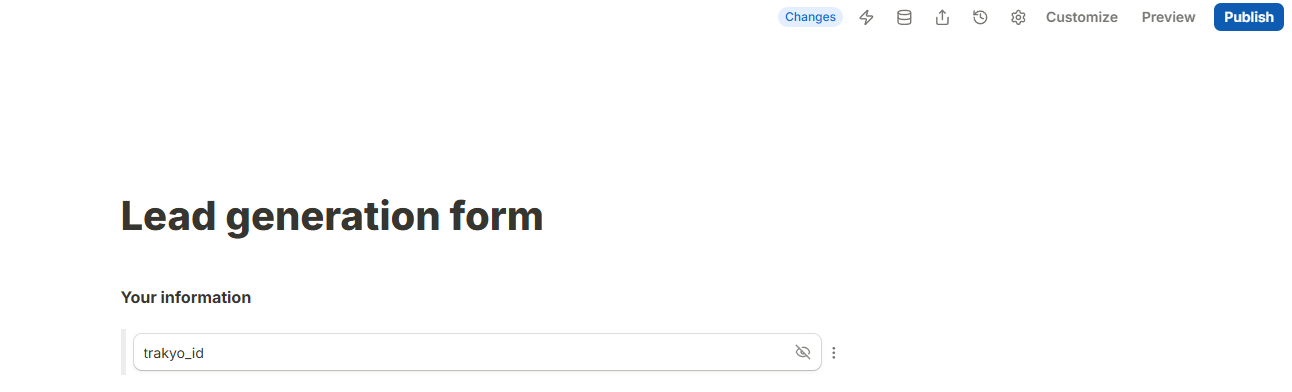 Changes Customize Preview Publish
Lead generation form
Your information
trakyo_id